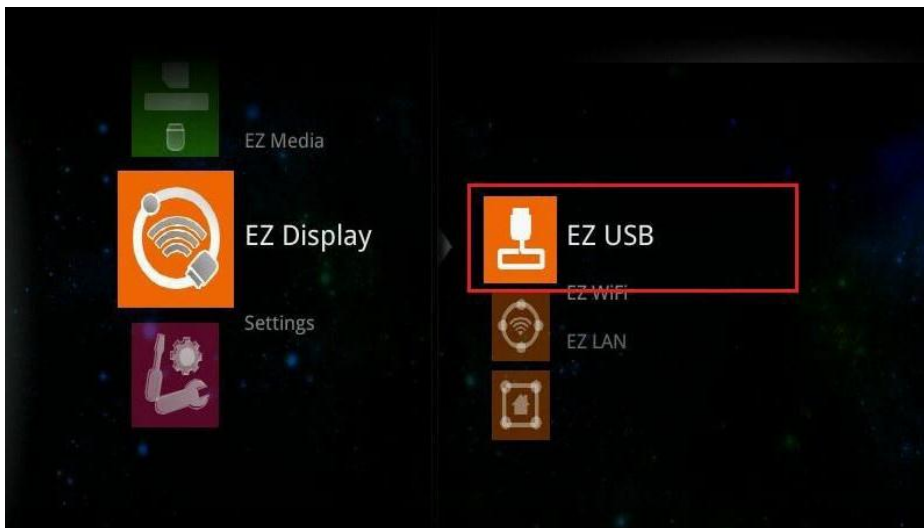 EZ Media
EZ Display
Settings
EZ USB
EZ WiFi
EZ LAN